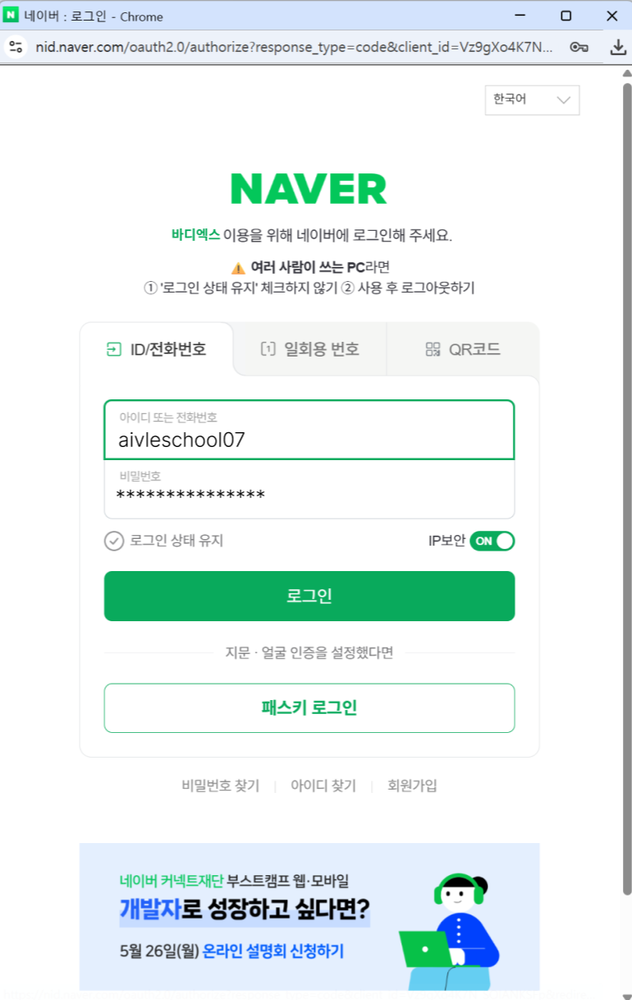 네이버 : 로그인 - Chrome
nid.naver.com/oauth2.0/authorize?response_type=code&client_id=Vz9gXo4K7N...
한국어
NAVER
바디엑스 이용을 위해 네이버에 로그인해 주세요.
여러 사람이 쓰는 PC라면
① '로그인 상태 유지' 체크하지 않기 ② 사용 후 로그아웃하기
ID/전화번호
일회용 번호
QR코드
아이디 또는 전화번호
aivleschool07
비밀번호
***************
로그인 상태 유지
IP보안 ON
로그인
지문 · 얼굴 인증을 설정했다면
패스키 로그인
비밀번호 찾기
아이디 찾기
회원가입
네이버 커넥트재단 부스트캠프 웹·모바일
개발자로 성장하고 싶다면?
5월 26일(월) 온라인 설명회 신청하기